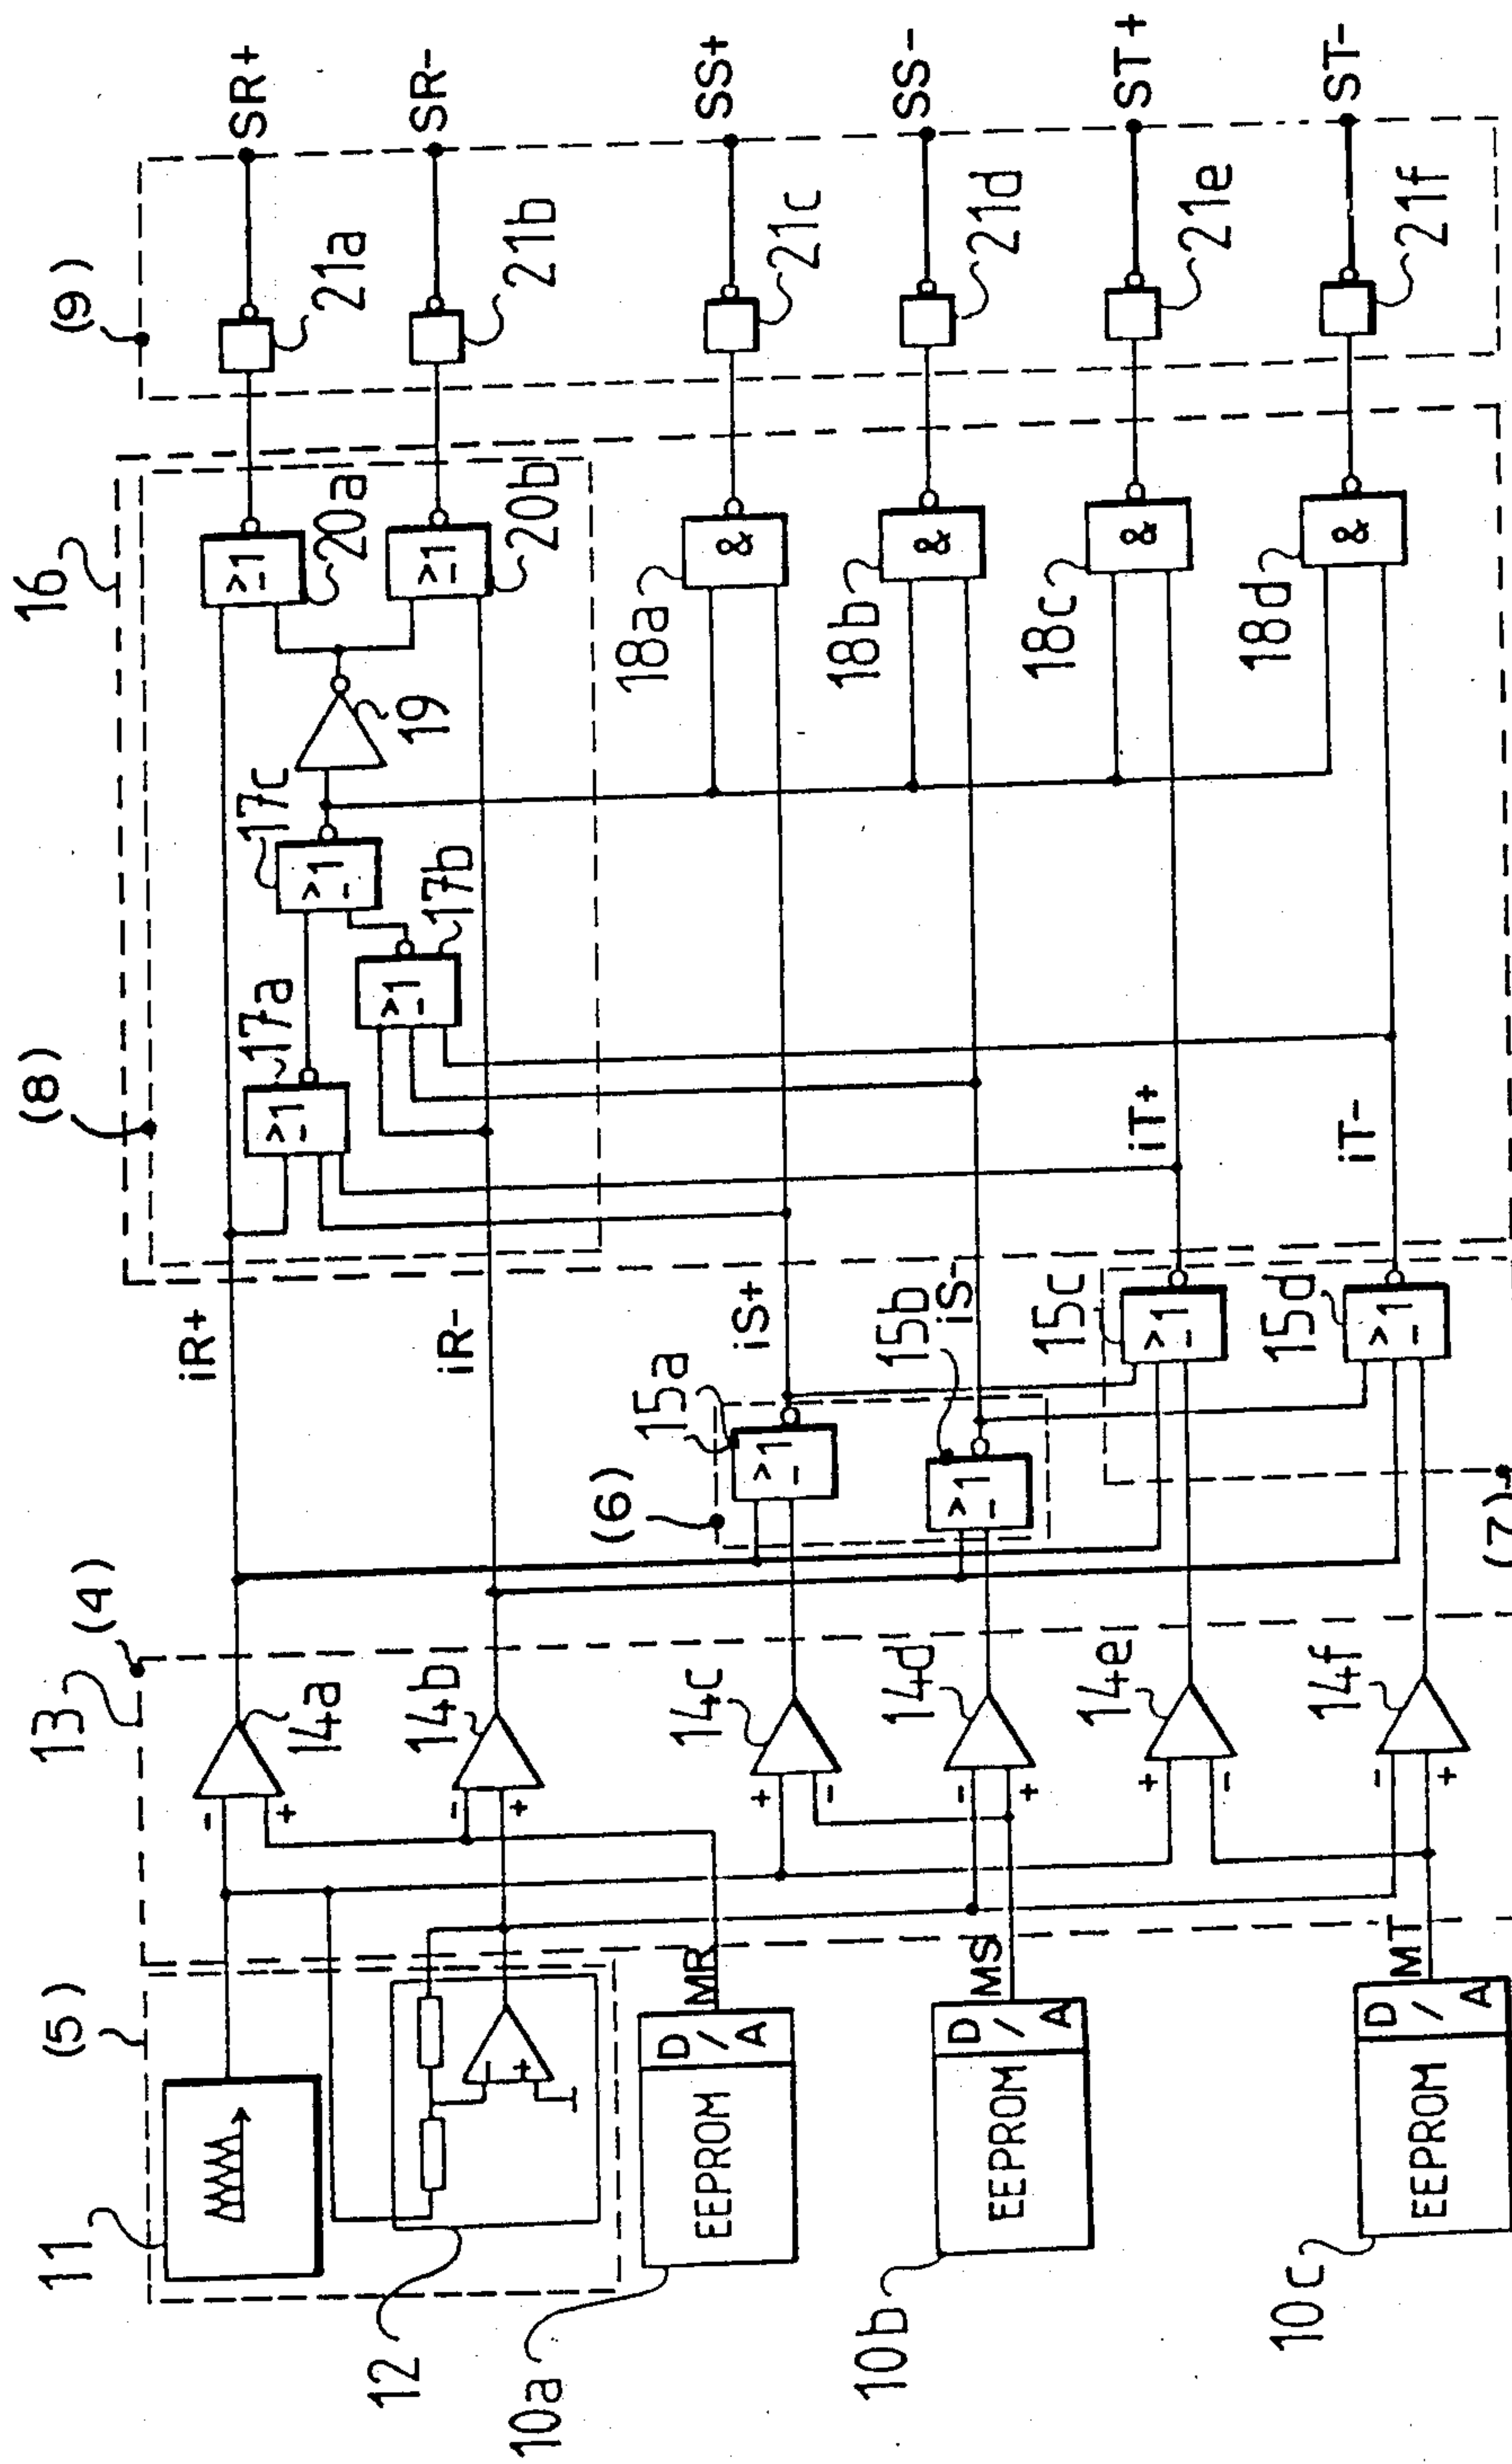 (9)
SR+
SR-
SS+
SS-
ST+
ST-
21a
21b
21c
21d
21e
21f
16
(8)
≥1
20a
≥1
20b
&
18a
&
18b
&
18c
&
18d
19
17c
≥1
17b
≥1
17a
≥1
iR+
iR-
iS+
iS-
iT+
iT-
(6)
15a
≥1
15b
≥1
15c
≥1
15d
≥1
(7)
13
(4)
14a
14b
14c
14d
14e
14f
-
+
-
+
+
-
-
+
+
-
-
+
(5)
11
12
-
+
MR
D/A
EEPROM
10a
MS
D/A
EEPROM
10b
MT
D/A
EEPROM
10c